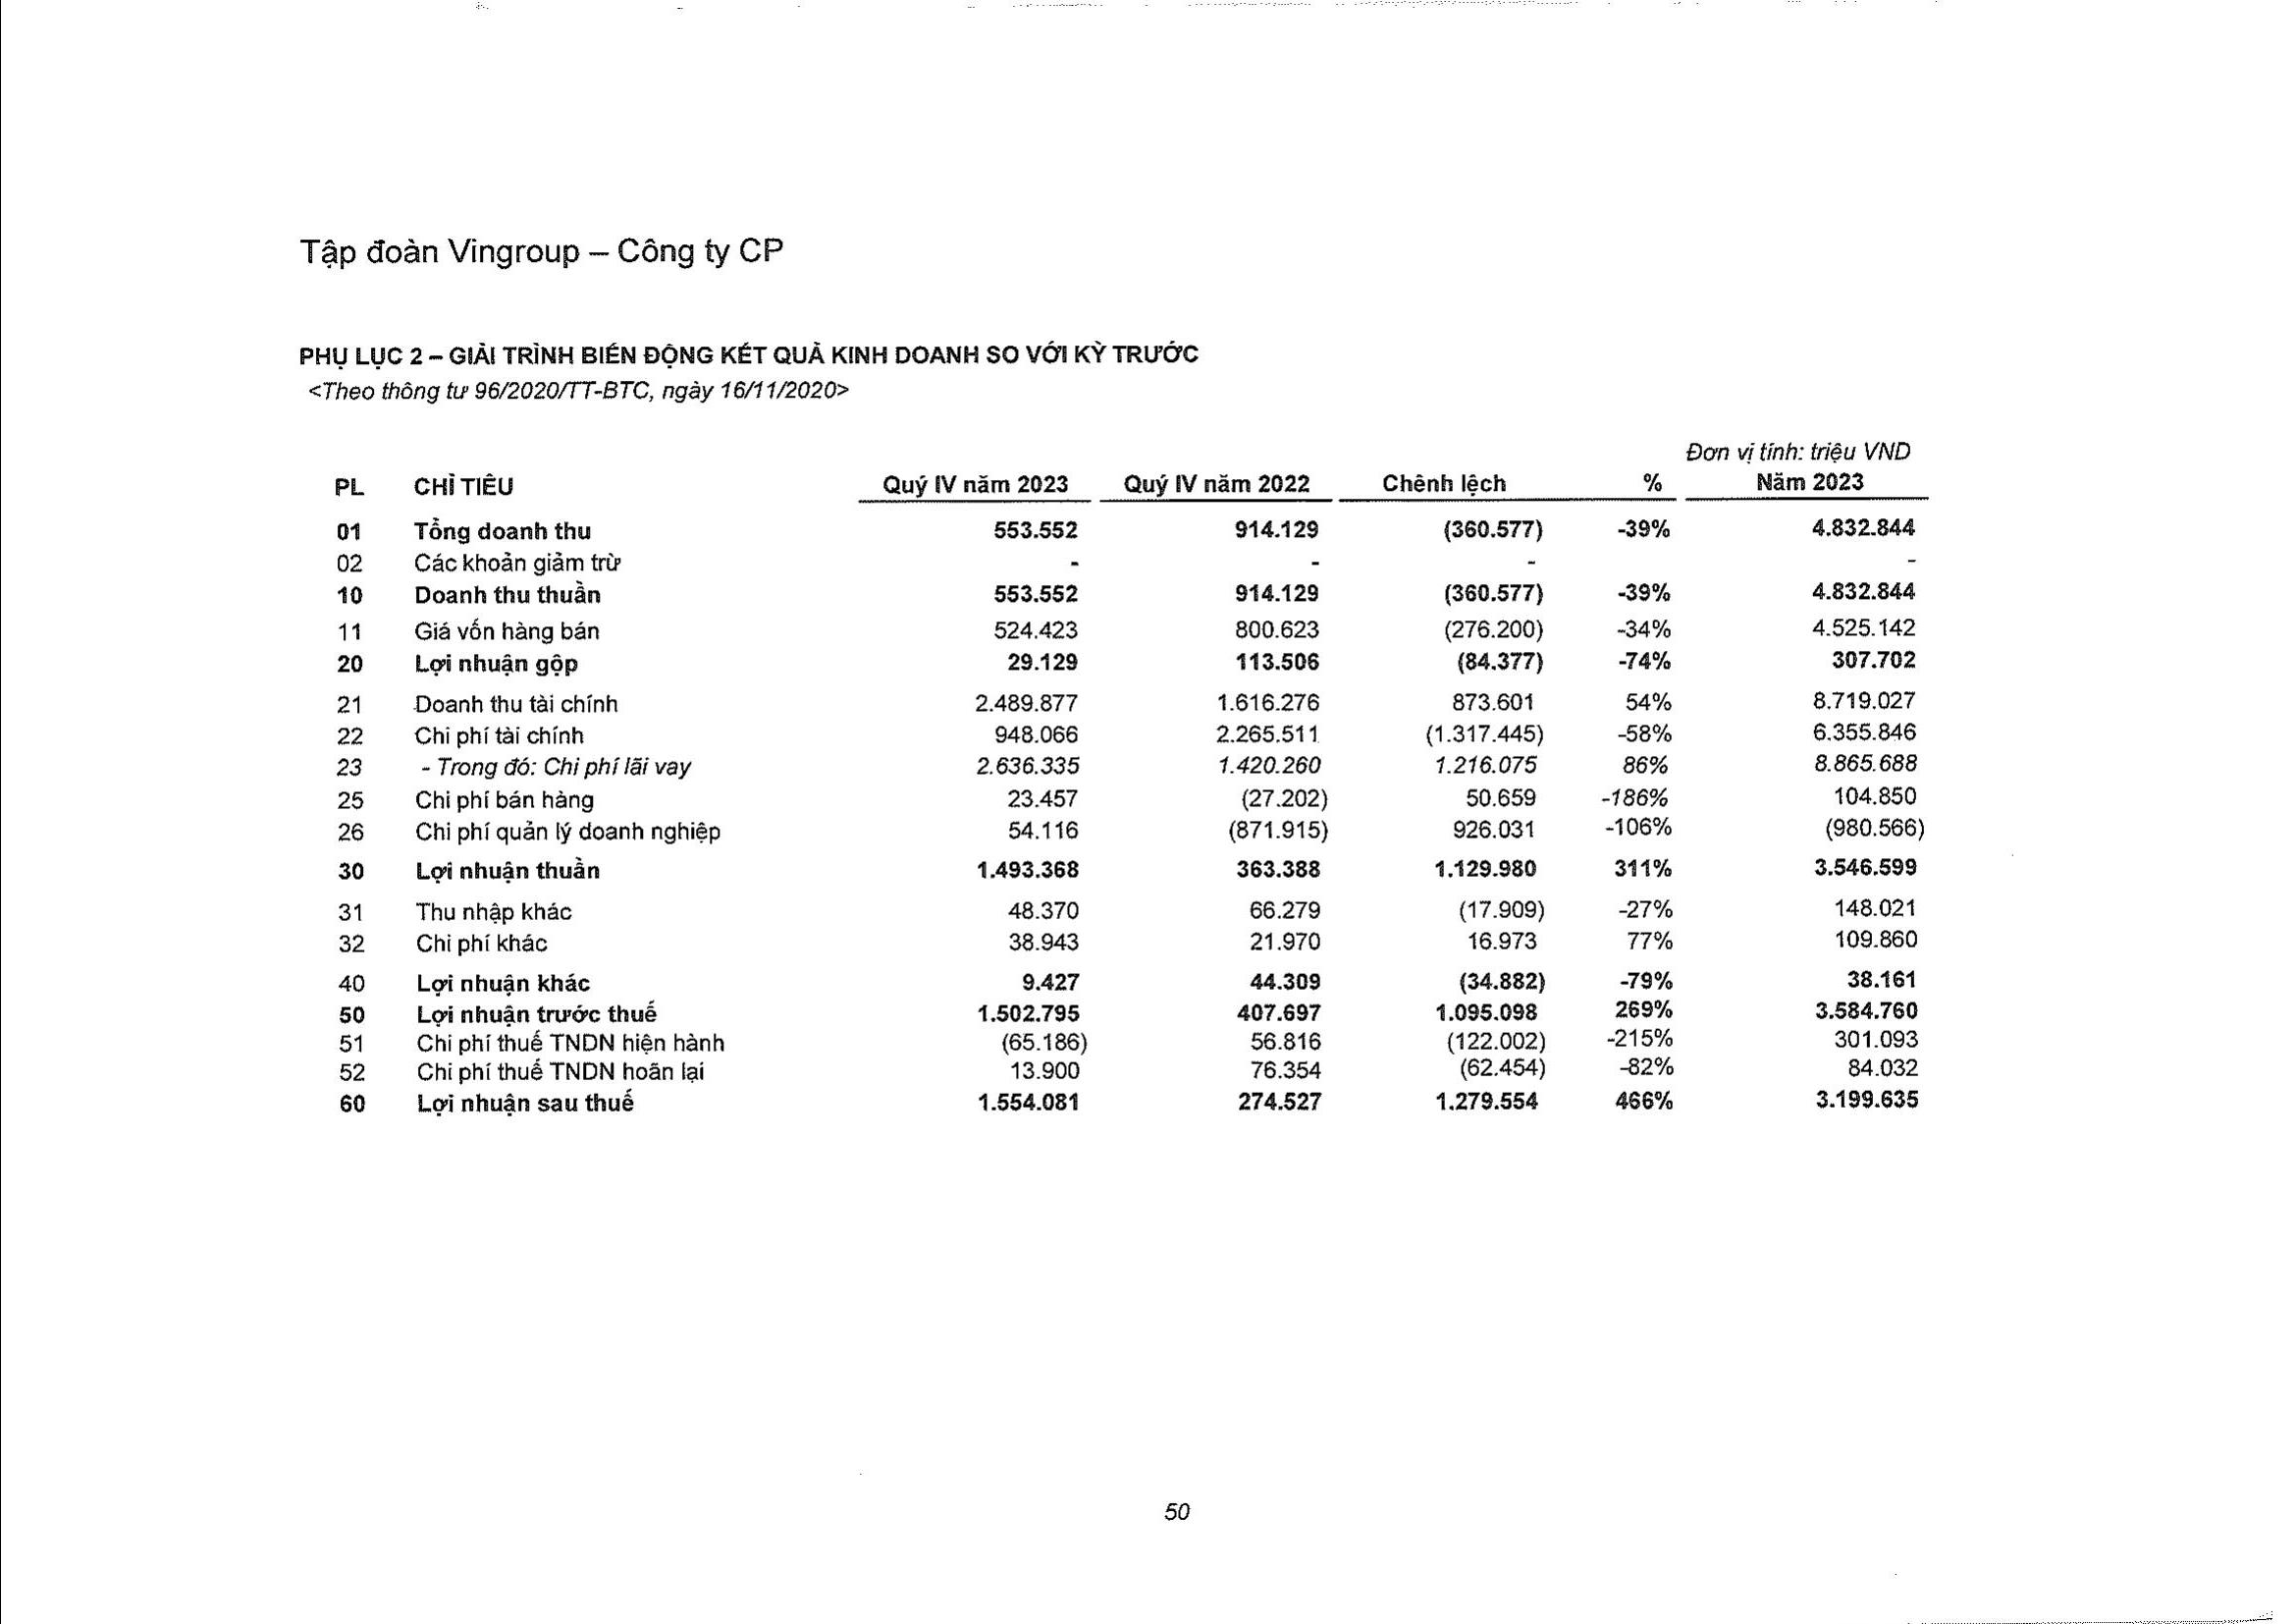 Tập đoàn Vingroup – Công ty CP
PHỤ LỤC 2 – GIẢI TRÌNH BIẾN ĐỘNG KẾT QUẢ KINH DOANH SO VỚI KỲ TRƯỚC
<Theo thông tư 96/2020/TT-BTC, ngày 16/11/2020>
Đơn vị tính: triệu VND
PL CHỈ TIÊU Quý IV năm 2023 Quý IV năm 2022 Chênh lệch % Năm 2023
01 Tổng doanh thu 553.552 914.129 (360.577) -39% 4.832.844
02 Các khoản giảm trừ - - - -
10 Doanh thu thuần 553.552 914.129 (360.577) -39% 4.832.844
11 Giá vốn hàng bán 524.423 800.623 (276.200) -34% 4.525.142
20 Lợi nhuận gộp 29.129 113.506 (84.377) -74% 307.702
21 Doanh thu tài chính 2.489.877 1.616.276 873.601 54% 8.719.027
22 Chi phí tài chính 948.066 2.265.511 (1.317.445) -58% 6.355.846
23 - Trong đó: Chi phí lãi vay 2.636.335 1.420.260 1.216.075 86% 8.865.688
25 Chi phí bán hàng 23.457 (27.202) 50.659 -186% 104.850
26 Chi phí quản lý doanh nghiệp 54.116 (871.915) 926.031 -106% (980.566)
30 Lợi nhuận thuần 1.493.368 363.388 1.129.980 311% 3.546.599
31 Thu nhập khác 48.370 66.279 (17.909) -27% 148.021
32 Chi phí khác 38.943 21.970 16.973 77% 109.860
40 Lợi nhuận khác 9.427 44.309 (34.882) -79% 38.161
50 Lợi nhuận trước thuế 1.502.795 407.697 1.095.098 269% 3.584.760
51 Chi phí thuế TNDN hiện hành (65.186) 56.816 (122.002) -215% 301.093
52 Chi phí thuế TNDN hoãn lại 13.900 76.354 (62.454) -82% 84.032
60 Lợi nhuận sau thuế 1.554.081 274.527 1.279.554 466% 3.199.635
50